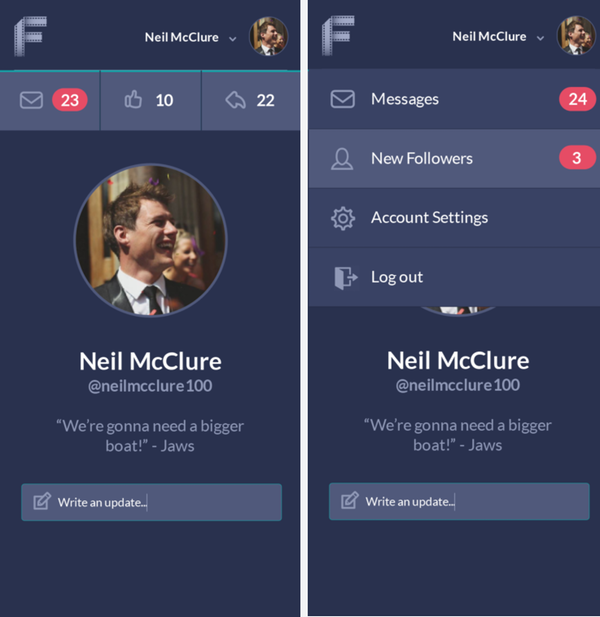 F
Neil McClure
23
10
22
Neil McClure
@neilmcclure100
“We’re gonna need a bigger
boat!” - Jaws
Write an update...
F
Neil McClure
Messages
24
New Followers
3
Account Settings
Log out
Neil McClure
@neilmcclure100
“We’re gonna need a bigger
boat!” - Jaws
Write an update...